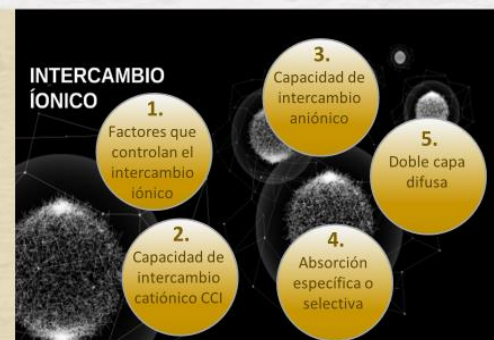 INTERCAMBIO
ÍONICO
1.
Factores que
controlan el
intercambio
iónico
2.
Capacidad de
intercambio
catiónico CCI
3.
Capacidad de
intercambio
aniónico
4.
Absorción
específica o
selectiva
5.
Doble capa
difusa